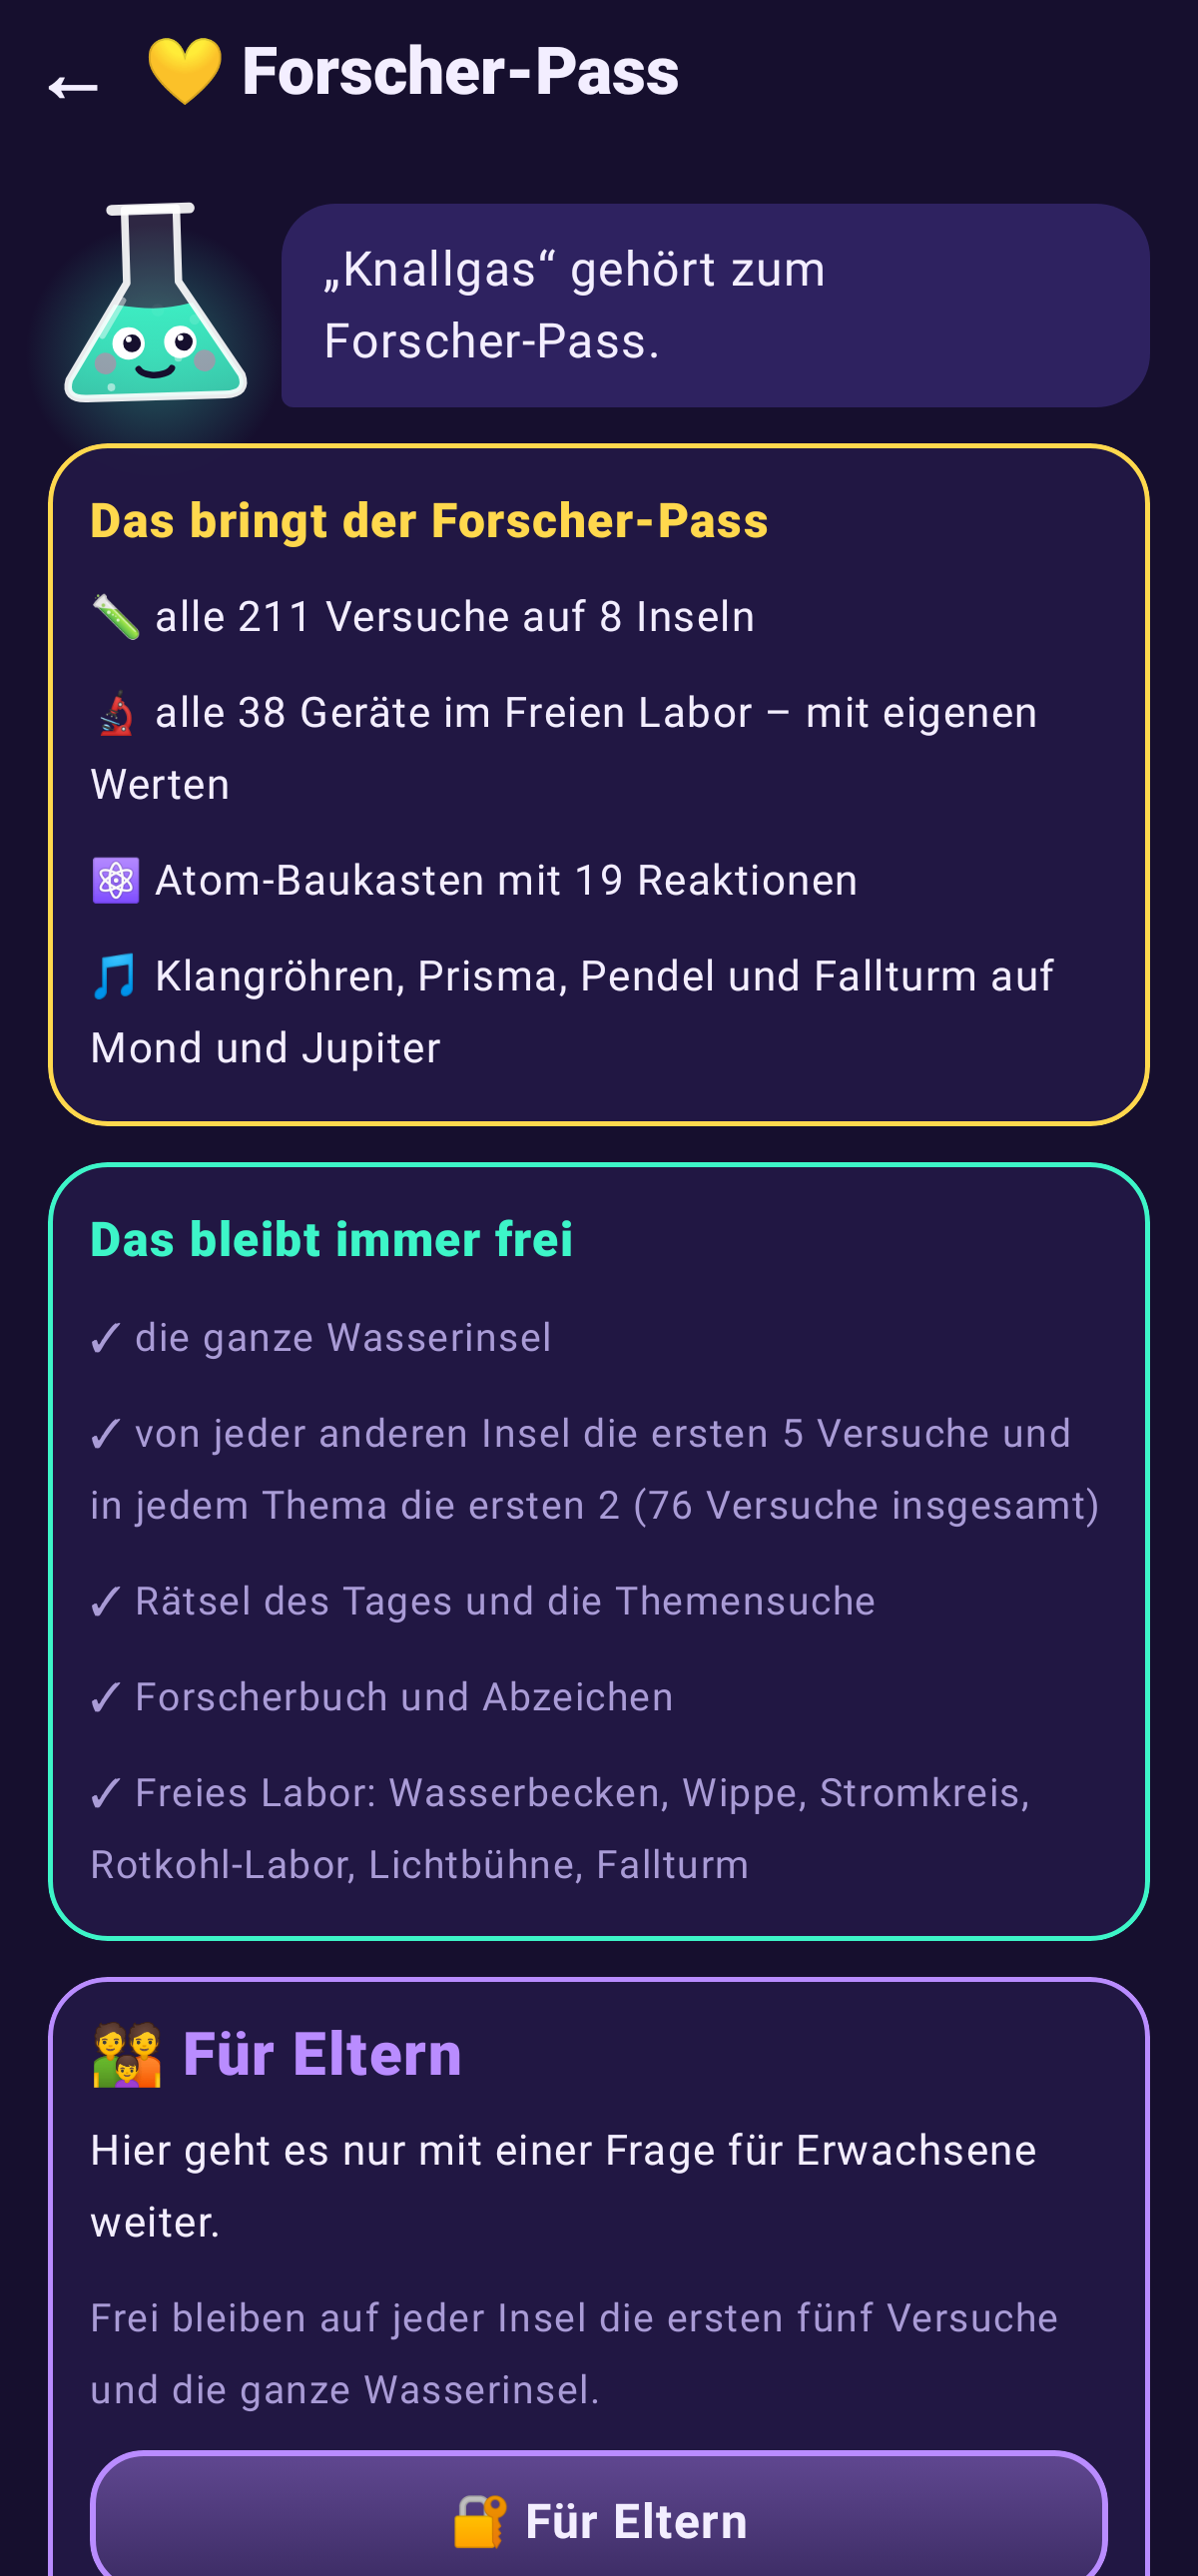 ← 💛 Forscher-Pass
„Knallgas“ gehört zum
Forscher-Pass.
Das bringt der Forscher-Pass
🧪 alle 211 Versuche auf 8 Inseln
🔬 alle 38 Geräte im Freien Labor – mit eigenen
Werten
⚛️ Atom-Baukasten mit 19 Reaktionen
🎵 Klangröhren, Prisma, Pendel und Fallturm auf
Mond und Jupiter
Das bleibt immer frei
✓ die ganze Wasserinsel
✓ von jeder anderen Insel die ersten 5 Versuche und
in jedem Thema die ersten 2 (76 Versuche insgesamt)
✓ Rätsel des Tages und die Themensuche
✓ Forscherbuch und Abzeichen
✓ Freies Labor: Wasserbecken, Wippe, Stromkreis,
Rotkohl-Labor, Lichtbühne, Fallturm
👪 Für Eltern
Hier geht es nur mit einer Frage für Erwachsene
weiter.
Frei bleiben auf jeder Insel die ersten fünf Versuche
und die ganze Wasserinsel.
🔐 Für Eltern